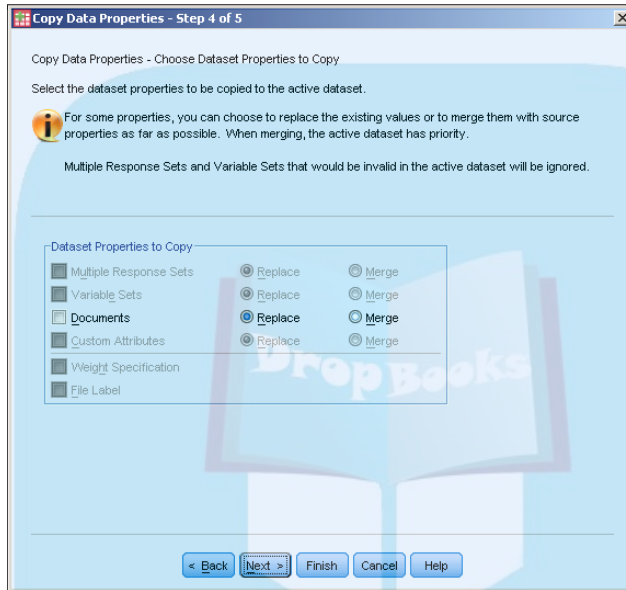 Copy Data Properties - Step 4 of 5
Copy Data Properties - Choose Dataset Properties to Copy
Select the dataset properties to be copied to the active dataset.
For some properties, you can choose to replace the existing values or to merge them with source
properties as far as possible. When merging, the active dataset has priority.
Multiple Response Sets and Variable Sets that would be invalid in the active dataset will be ignored.
Dataset Properties to Copy
Multiple Response Sets Replace Merge
Variable Sets Replace Merge
Documents Replace Merge
Custom Attributes Replace Merge
Weight Specification
File Label
DropBooks
< Back Next > Finish Cancel Help